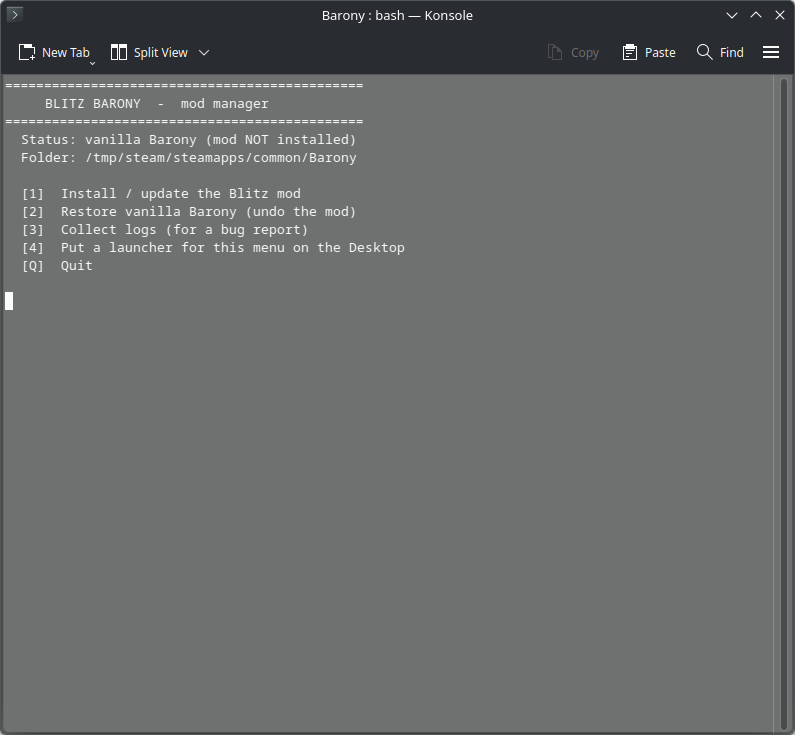 Barony : bash — Konsole
New Tab Split View Copy Paste Find
=============================================
BLITZ BARONY - mod manager
=============================================
Status: vanilla Barony (mod NOT installed)
Folder: /tmp/steam/steamapps/common/Barony
[1] Install / update the Blitz mod
[2] Restore vanilla Barony (undo the mod)
[3] Collect logs (for a bug report)
[4] Put a launcher for this menu on the Desktop
[Q] Quit